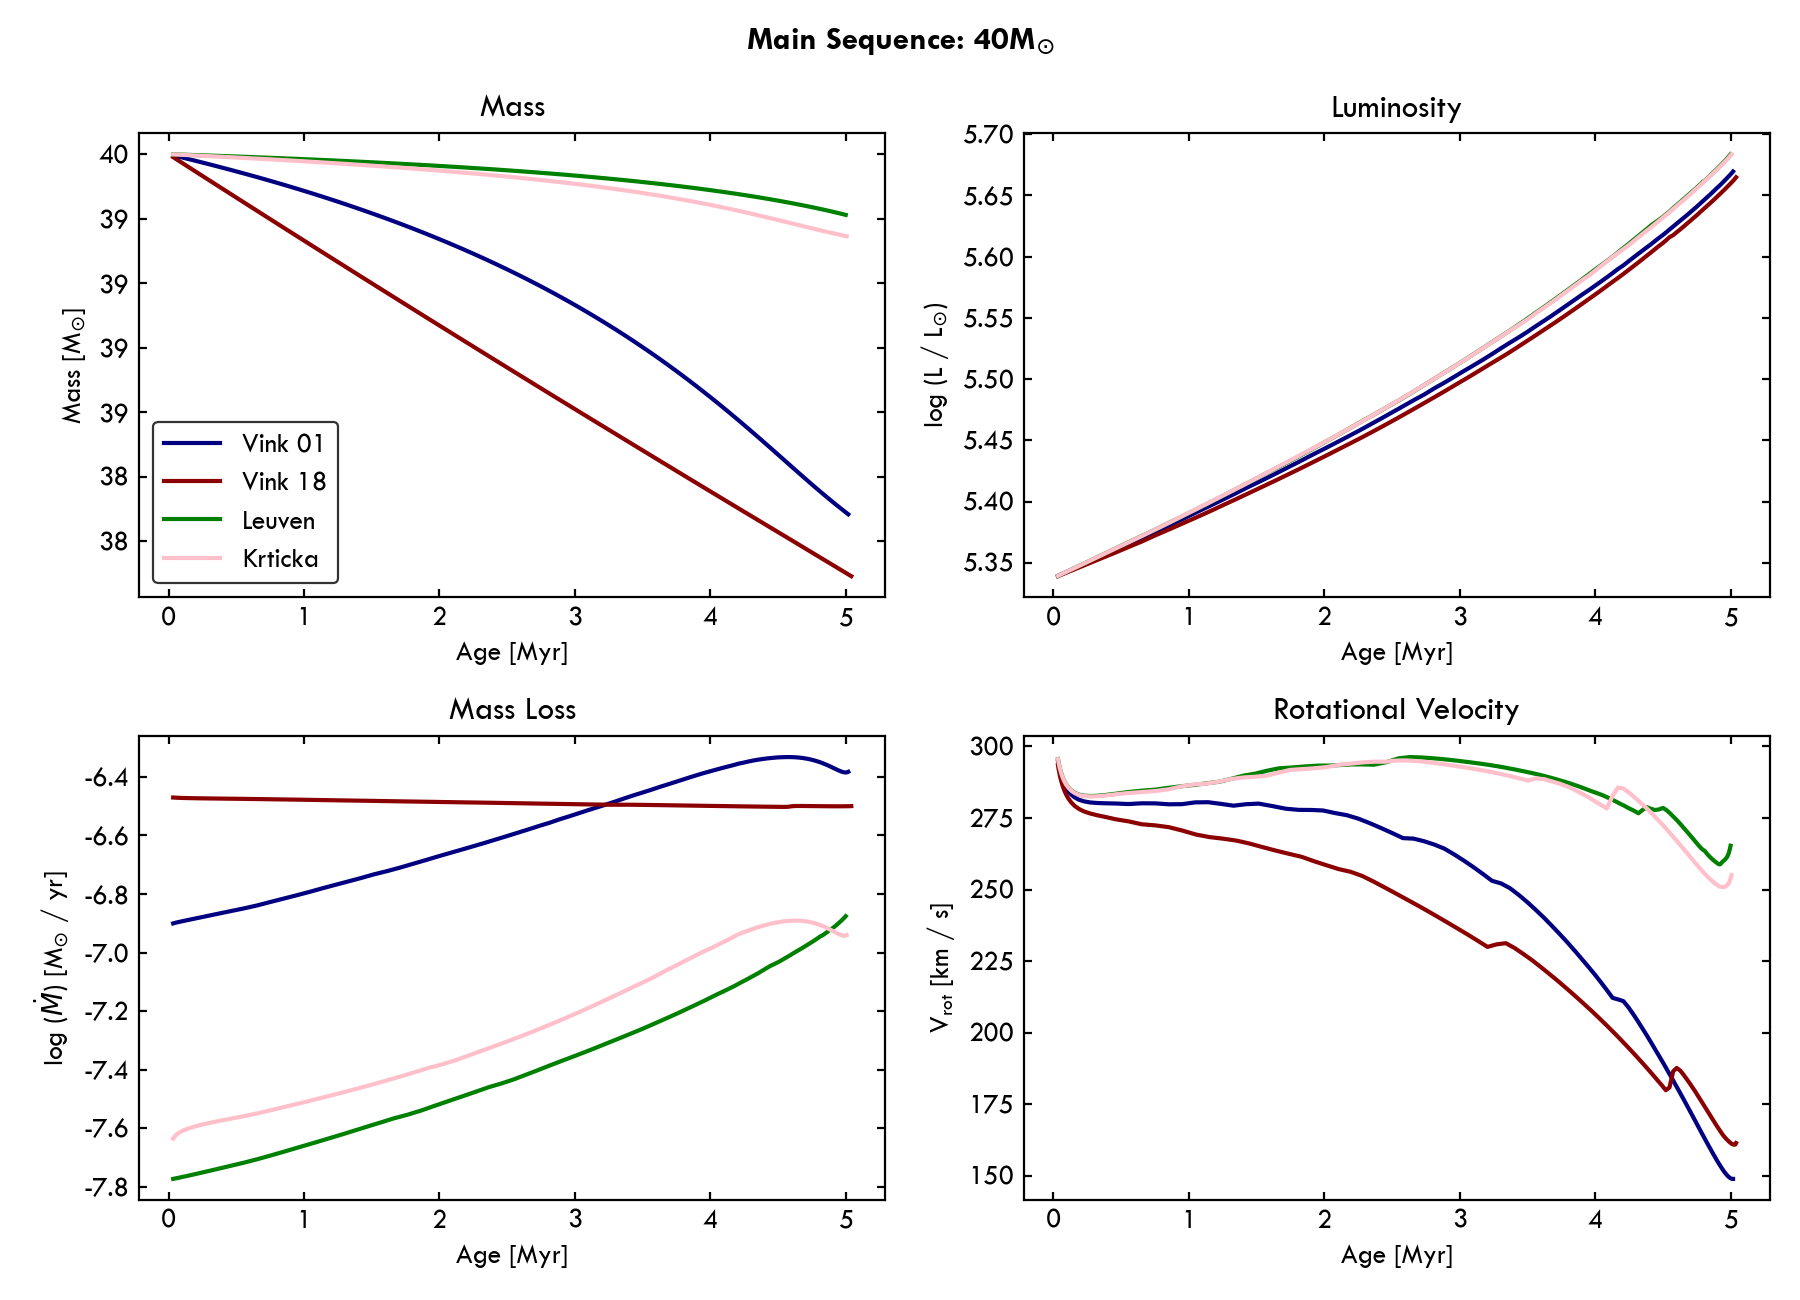 Main Sequence: 40M☉
Mass
40
39
39
39
39
38
38
Mass [M☉]
Vink 01
Vink 18
Leuven
Krticka
0 1 2 3 4 5
Age [Myr]
Luminosity
5.70
5.65
5.60
5.55
5.50
5.45
5.40
5.35
log (L / L☉)
0 1 2 3 4 5
Age [Myr]
Mass Loss
-6.4
-6.6
-6.8
-7.0
-7.2
-7.4
-7.6
-7.8
log (Ṁ) [M☉ / yr]
0 1 2 3 4 5
Age [Myr]
Rotational Velocity
300
275
250
225
200
175
150
Vrot [km / s]
0 1 2 3 4 5
Age [Myr]